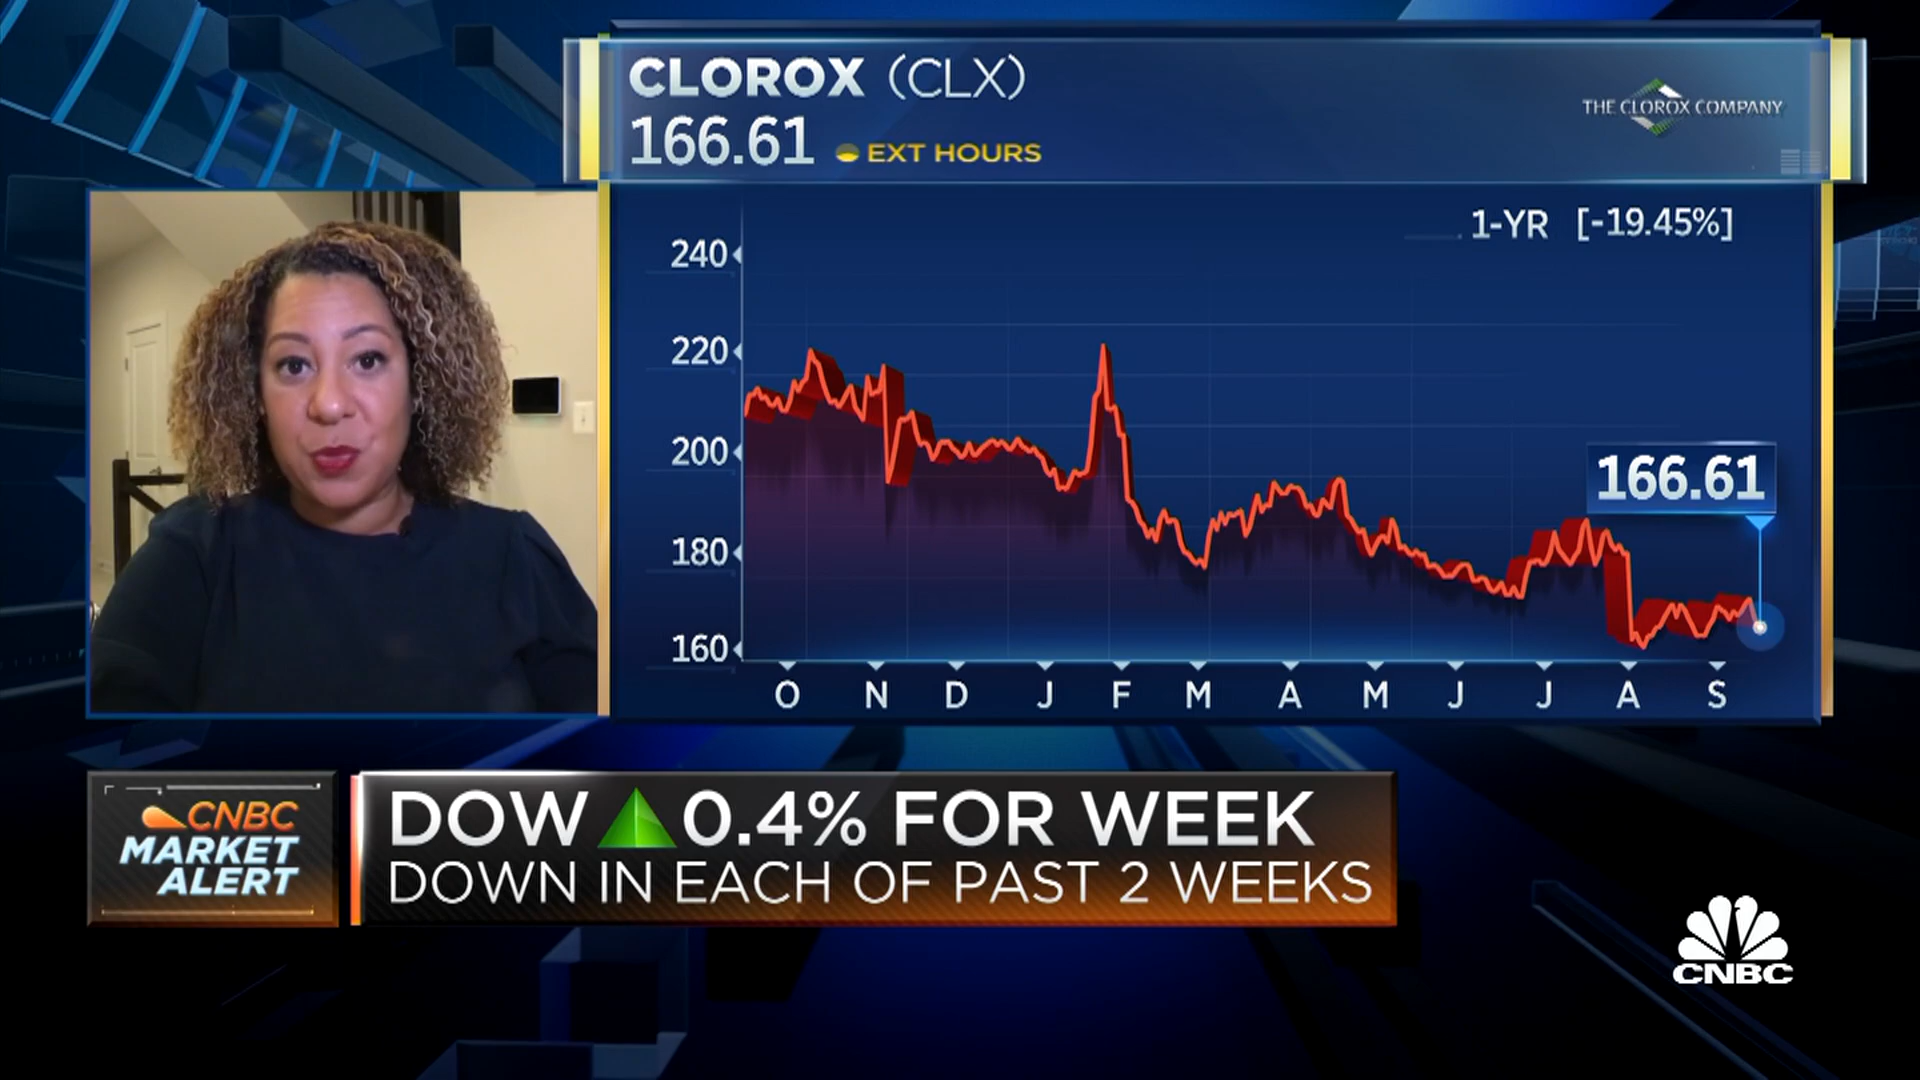 CLOROX (CLX)
166.61 EXT HOURS
THE CLOROX COMPANY
1-YR [-19.45%]
240
220
200
180
160
166.61
O N D J F M A M J J A S
CNBC
MARKET
ALERT
DOW ▲ 0.4% FOR WEEK
DOWN IN EACH OF PAST 2 WEEKS
CNBC